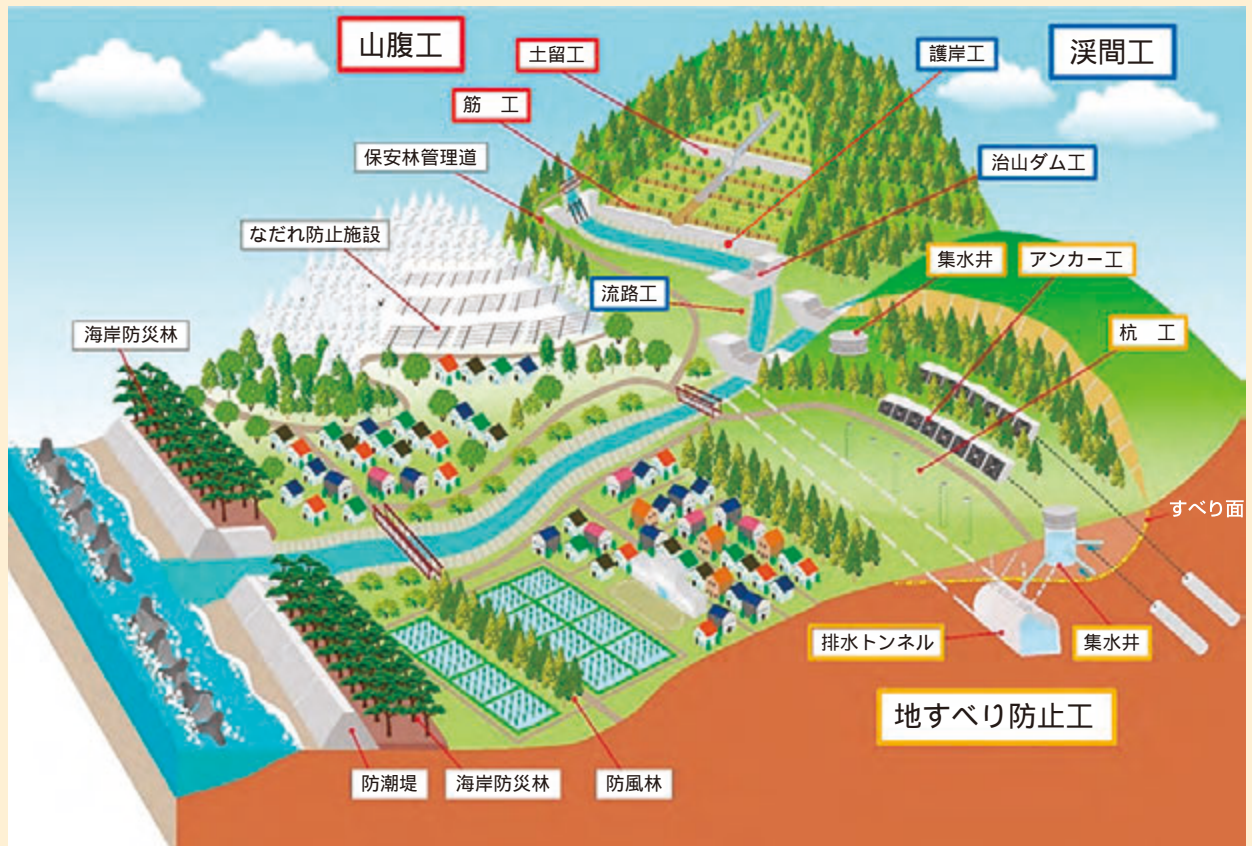 山腹工
土留工
護岸工
渓間工
筋　工
保安林管理道
治山ダム工
なだれ防止施設
集水井
アンカー工
流路工
海岸防災林
杭　工
すべり面
排水トンネル
集水井
地すべり防止工
防潮堤
海岸防災林
防風林